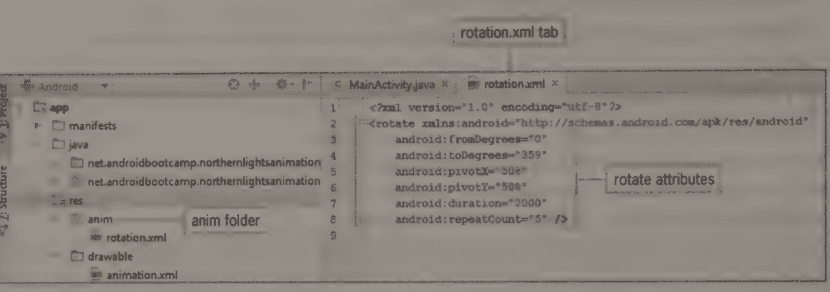 rotation.xml tab
Android
MainActivity.java ×
rotation.xml ×
1: Project
7: Structure
app
manifests
java
net.androidbootcamp.northernlightsanimation
net.androidbootcamp.northernlightsanimation
res
anim
anim folder
rotation.xml
drawable
animation.xml
1 <?xml version="1.0" encoding="utf-8"?>
2 <rotate xmlns:android="http://schemas.android.com/apk/res/android"
3 android:fromDegrees="0"
4 android:toDegrees="359"
5 android:pivotX=
6 android:pivotY=
7 android:duration="2000"
8 android:repeatCount="5" />
9
rotate attributes